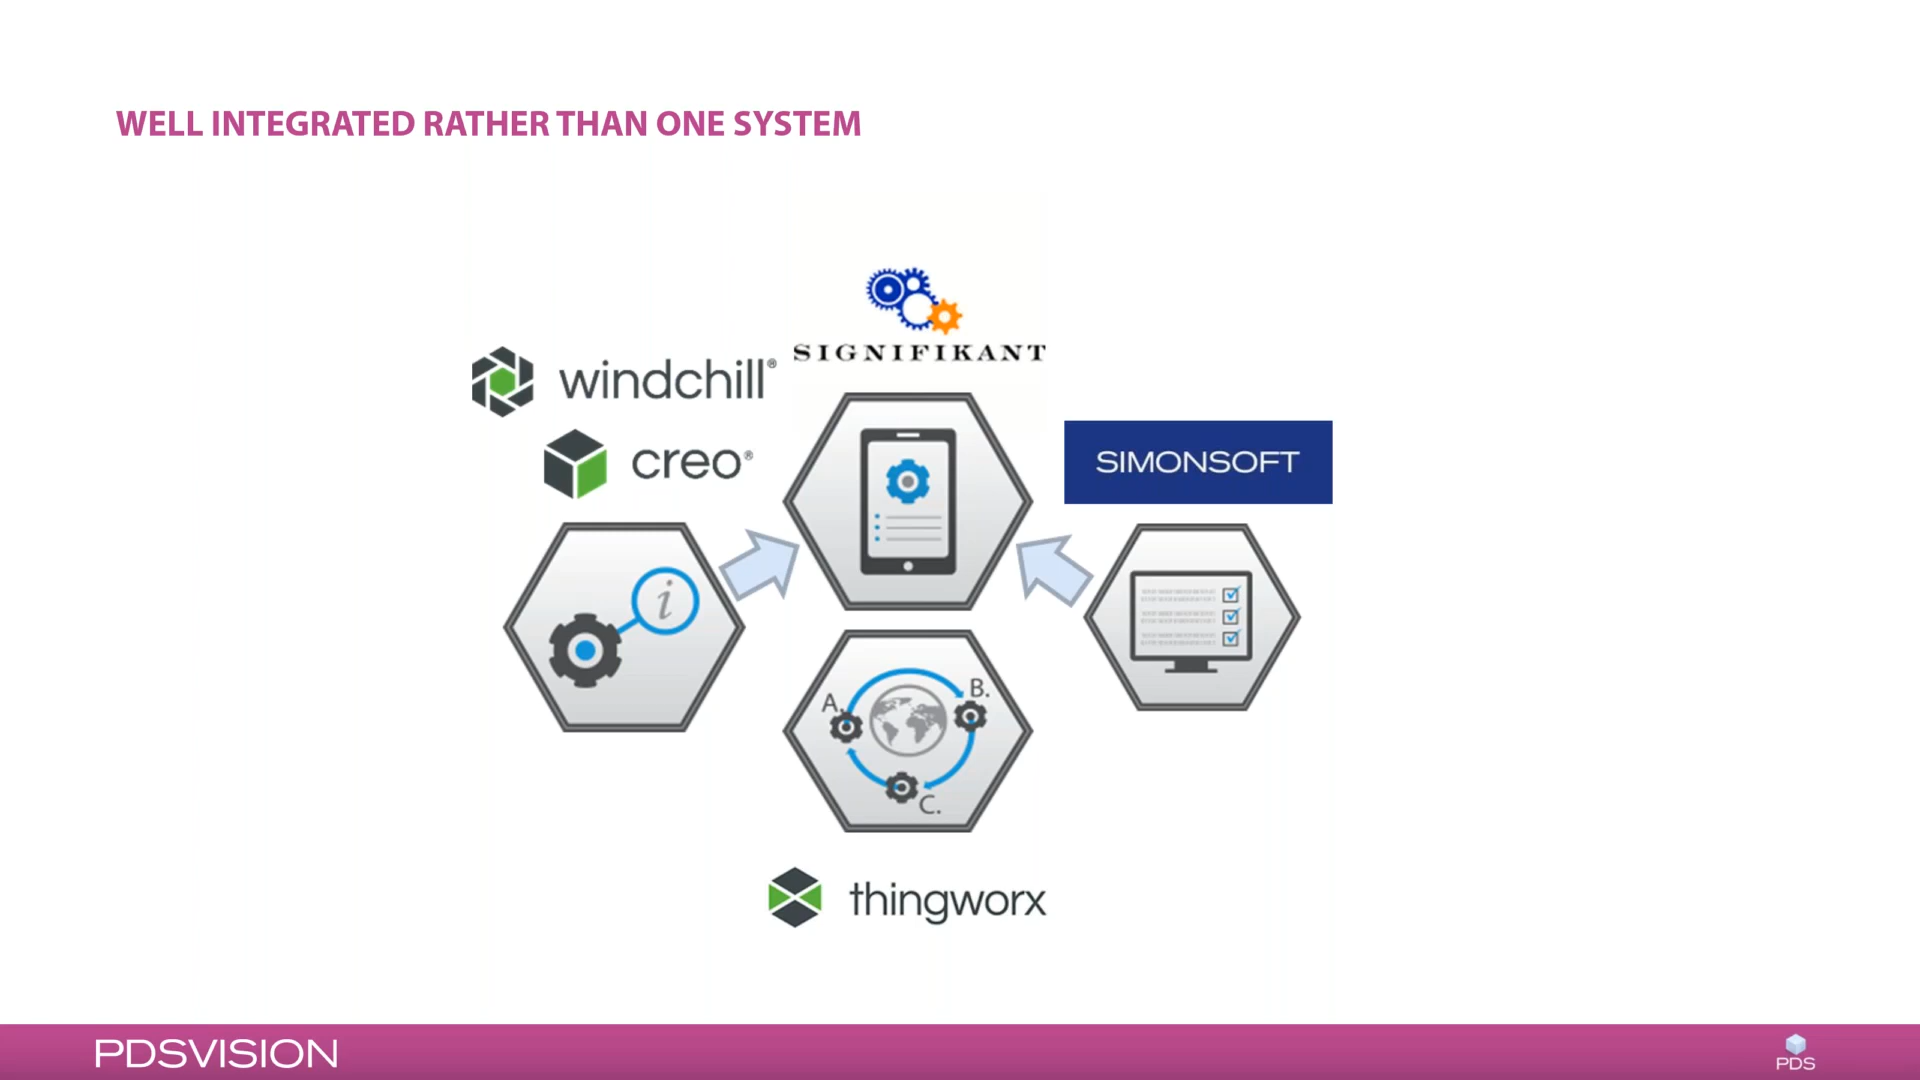 WELL INTEGRATED RATHER THAN ONE SYSTEM
SIGNIFIKANT
windchill®
creo®
SIMONSOFT
i
A.
B.
C.
thingworx
PDSVISION
PDS